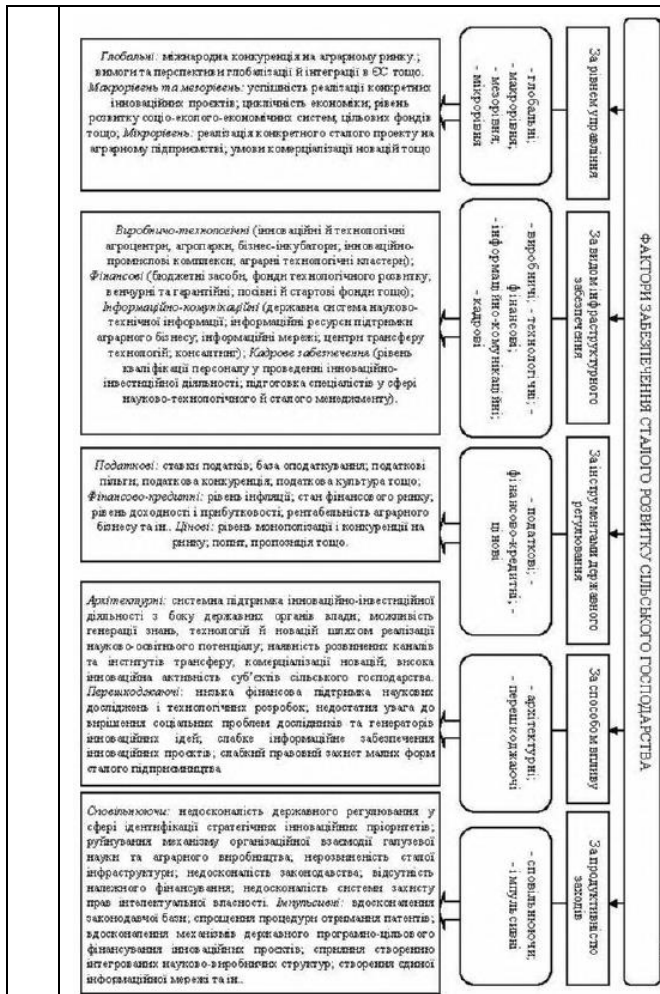 ФАКТОРИ ЗАБЕЗПЕЧЕННЯ СТАЛОГО РОЗВИТКУ СІЛЬСЬКОГО ГОСПОДАРСТВА
За рівнем управління
- глобальні;
- макрорівня;
- мезорівня;
- мікрорівня
Глобальні: міжнародна конкуренція на аграрному ринку.;
вимоги та перспективи глобалізації й інтеграції в ЄС тощо.
Макрорівень та мезорівень: успішність реалізації конкретних
інноваційних проєктів; циклічність економіки; рівень
розвитку соціо-еколого-економічних систем, цільових фондів
тощо; Мікрорівень: реалізація конкретного сталого проекту на
аграрному підприємстві; умови комерціалізації новацій тощо
За видом інфраструктурного
забезпечення
- виробничі; - технологічні; -
фінансові;
- інформаційно-комунікаційні;
- кадрові
Виробничо-технологічні (інноваційні й технологічні
агроцентри, агропарки, бізнес-інкубатори; інноваційно-
промислові комплекси; аграрні технологічні кластери);
Фінансові (бюджетні засоби, фонди технологічного розвитку,
венчурні та гарантійні; посівні й стартові фонди тощо);
Інформаційно-комунікаційні (державна система науково-
технічної інформації; інформаційні ресурси підтримки
аграрного бізнесу; інформаційні мережі; центри трансферу
технологій; консалтинг); Кадрове забезпечення (рівень
кваліфікації персоналу у проведенні інноваційно-
інвестиційної діяльності; підготовка спеціалістів у сфері
науково-технологічного й сталого менеджменту).
За інструментами державного
регулювання
- податкові; -
фінансово-кредитні; -
цінові
Податкові: ставки податків; база оподаткування; податкові
пільги; податкова конкуренція; податкова культура тощо;
Фінансово-кредитні: рівень інфляції; стан фінансового ринку;
рівень доходності і прибутковості; рентабельність аграрного
бізнесу та ін.. Цінові: рівень монополізації і конкуренції на
ринку; попит, пропозиція тощо.
За способом впливу
- архітектурні;
- перешкоджаючі
Архітектурні: системна підтримка інноваційно-інвестиційної
діяльності з боку державних органів влади; можливість
генерації знань, технологій й новацій шляхом реалізації
науково-освітнього потенціалу; наявність розвинених каналів
та інститутів трансферу, комерціалізації новацій; висока
інноваційна активність суб’єктів сільського господарства.
Перешкоджаючі: низька фінансова підтримка наукових
досліджень і технологічних розробок; недостатня увага до
вирішення соціальних проблем дослідників та генераторів
інноваційних ідей; слабке інформаційне забезпечення
інноваційних проєктів; слабкий правовий захист малих форм
сталого підприємництва
За продуктивністю
заходів
- сповільнюючи;
- імпульсивні
Сповільнюючи: недосконалість державного регулювання у
сфері ідентифікації стратегічних інноваційних пріоритетів;
руйнування механізму організаційної взаємодії галузевої
науки та аграрного виробництва; нерозвиненість сталої
інфраструктури; недосконалість законодавства; відсутність
належного фінансування; недосконалість системи захисту
прав інтелектуальної власності. Імпульсивні: вдосконалення
законодавчої бази; спрощення процедури отримання патентів;
вдосконалення механізмів державного програмно-цільового
фінансування інноваційних проєктів; сприяння створенню
інтегрованих науково-виробничих структур; створення єдиної
інформаційної мережі та ін..